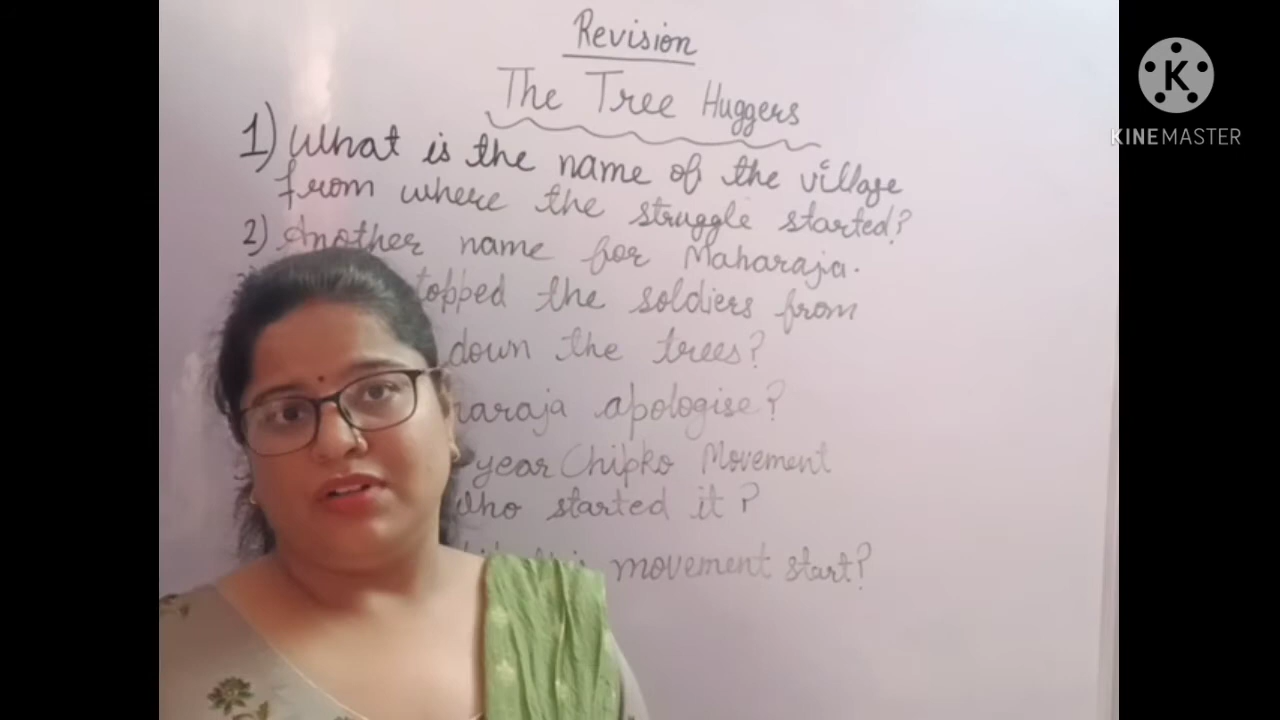 Revision
The Tree Huggers
1) What is the name of the village
from where the struggle started?
2) Another name for Maharaja.
topped the soldiers from
down the trees?
haraja apologise?
year Chipko Movement
who started it?
movement start?
K
KINEMASTER